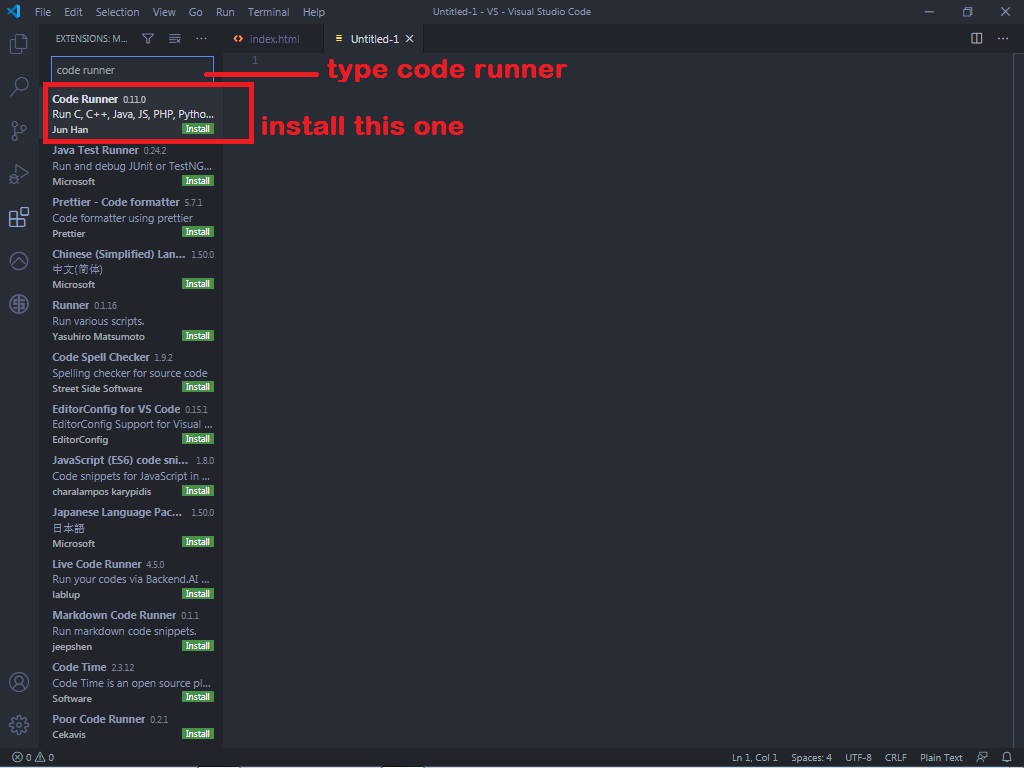 File Edit Selection View Go Run Terminal Help
Untitled-1 - VS - Visual Studio Code
EXTENSIONS: M...
index.html
Untitled-1
code runner
1
type code runner
Code Runner 0.11.0
Run C, C++, Java, JS, PHP, Pytho...
Jun Han Install
install this one
Java Test Runner 0.24.2
Run and debug JUnit or TestNG...
Microsoft Install
Prettier - Code formatter 5.7.1
Code formatter using prettier
Prettier Install
Chinese (Simplified) Lan... 1.50.0
中文(简体)
Microsoft Install
Runner 0.1.16
Run various scripts.
Yasuhiro Matsumoto Install
Code Spell Checker 1.9.2
Spelling checker for source code
Street Side Software Install
EditorConfig for VS Code 0.15.1
EditorConfig Support for Visual ...
EditorConfig Install
JavaScript (ES6) code sni... 1.8.0
Code snippets for JavaScript in ...
charalampos karypidis Install
Japanese Language Pac... 1.50.0
日本語
Microsoft Install
Live Code Runner 4.5.0
Run your codes via Backend.AI ...
lablup Install
Markdown Code Runner 0.1.1
Run markdown code snippets.
jeepshen Install
Code Time 2.3.12
Code Time is an open source pl...
Software Install
Poor Code Runner 0.2.1
Cekavis Install
0 0 Ln 1, Col 1 Spaces: 4 UTF-8 CRLF Plain Text